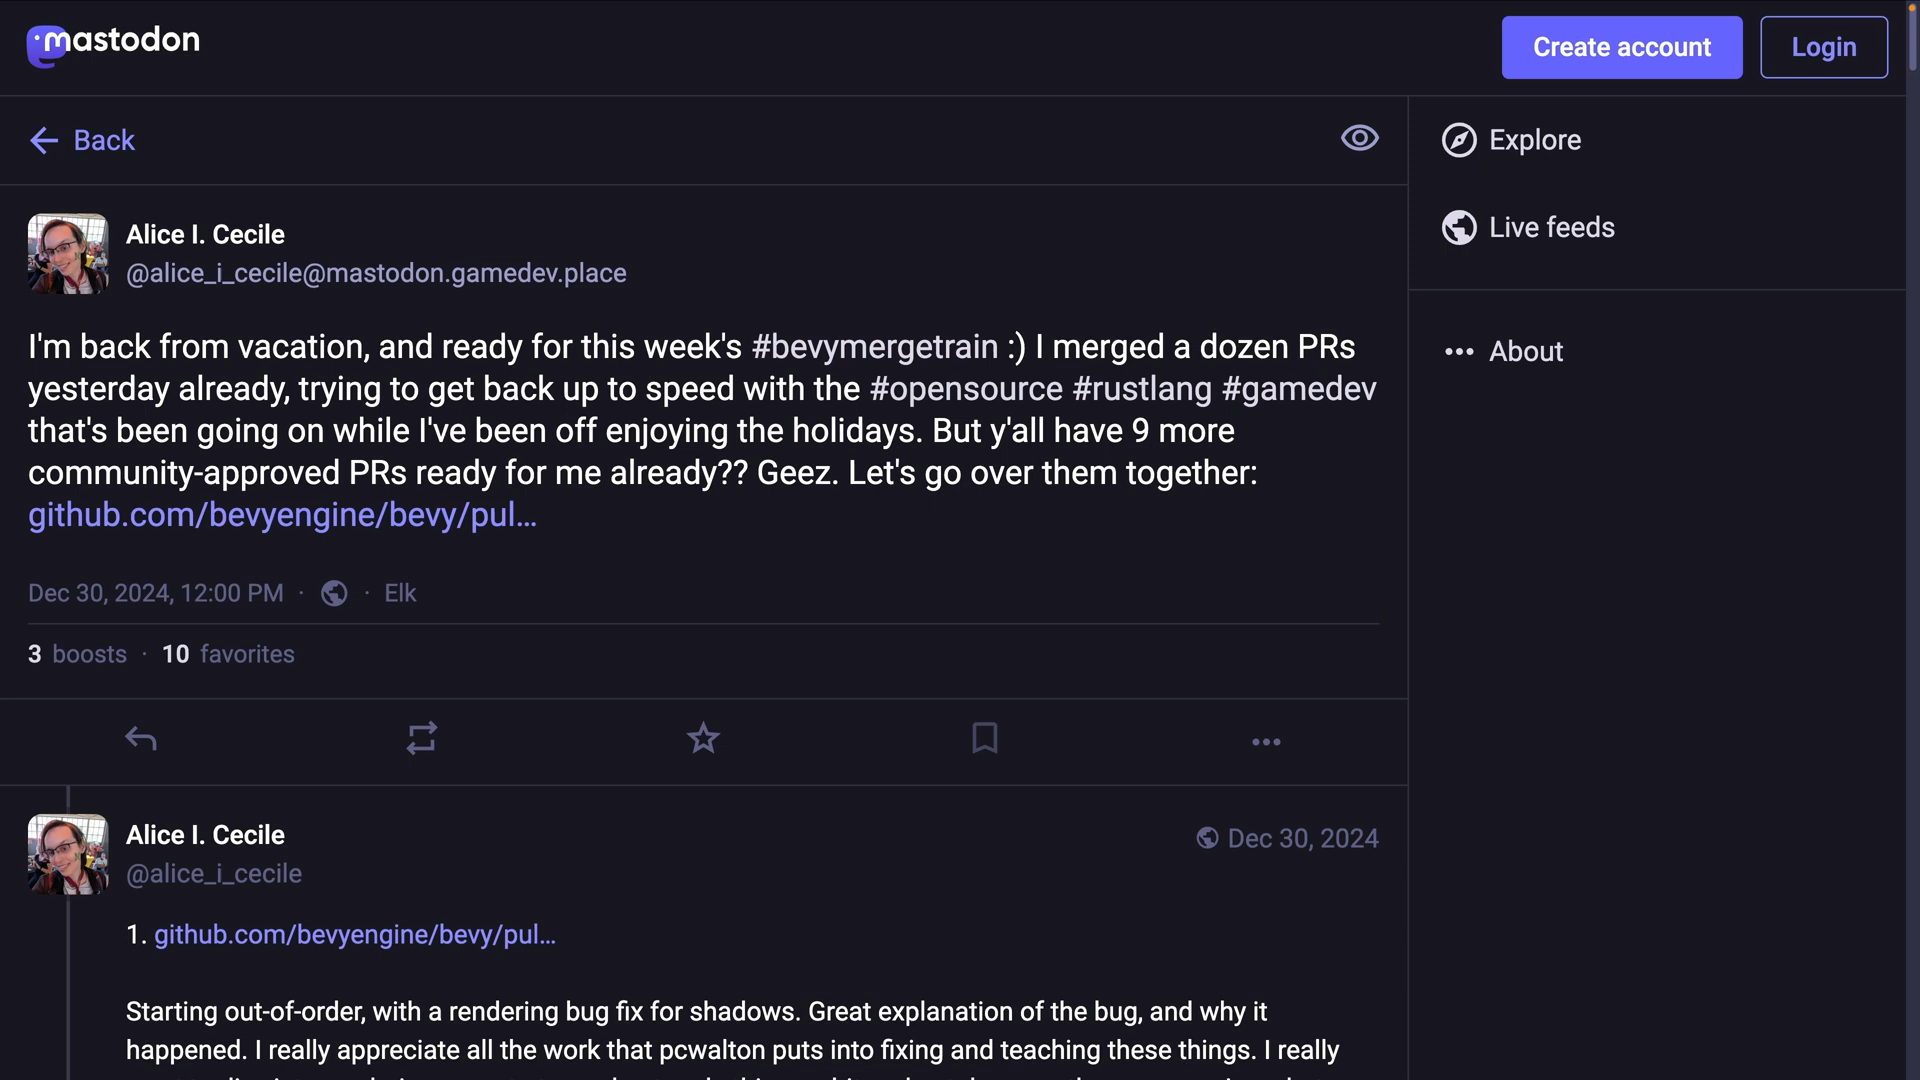 mastodon
Create account
Login
Back
Explore
Live feeds
About
Alice I. Cecile
@alice_i_cecile@mastodon.gamedev.place
I'm back from vacation, and ready for this week's #bevymergetrain :) I merged a dozen PRs
yesterday already, trying to get back up to speed with the #opensource #rustlang #gamedev
that's been going on while I've been off enjoying the holidays. But y'all have 9 more
community-approved PRs ready for me already?? Geez. Let's go over them together:
github.com/bevyengine/bevy/pul...
Dec 30, 2024, 12:00 PM · · Elk
3 boosts · 10 favorites
Alice I. Cecile
Dec 30, 2024
@alice_i_cecile
1. github.com/bevyengine/bevy/pul...
Starting out-of-order, with a rendering bug fix for shadows. Great explanation of the bug, and why it
happened. I really appreciate all the work that pcwalton puts into fixing and teaching these things. I really